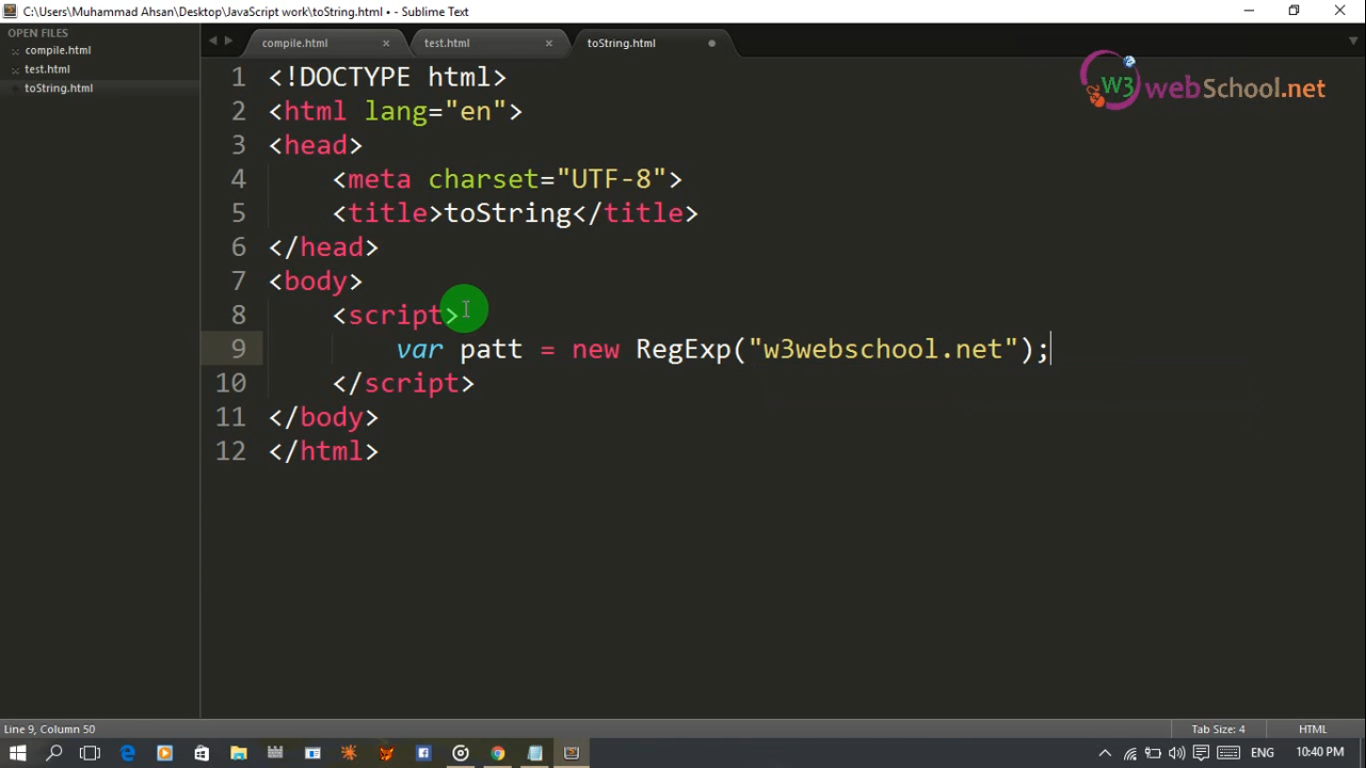 C:\Users\Muhammad Ahsan\Desktop\JavaScript work\toString.html • - Sublime Text
OPEN FILES
compile.html
test.html
toString.html
compile.html test.html toString.html
W3 webSchool.net
1 <!DOCTYPE html>
2 <html lang="en">
3 <head>
4 <meta charset="UTF-8">
5 <title>toString</title>
6 </head>
7 <body>
8 <script>
9 var patt = new RegExp("w3webschool.net");
10 </script>
11 </body>
12 </html>
Line 9, Column 50 Tab Size: 4 HTML
ENG 10:40 PM